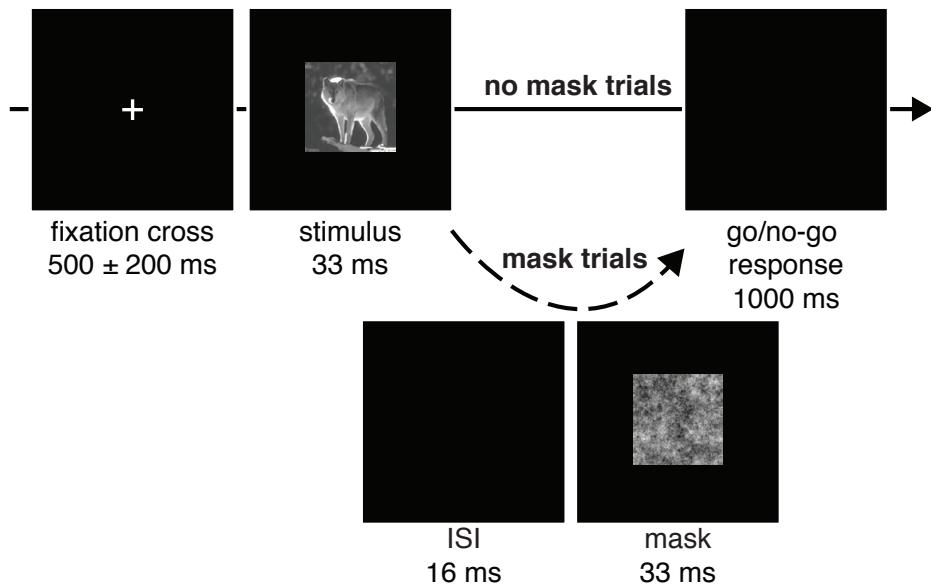 no mask trials
fixation cross
500 ± 200 ms
stimulus
33 ms
mask trials
go/no-go
response
1000 ms
ISI
16 ms
mask
33 ms